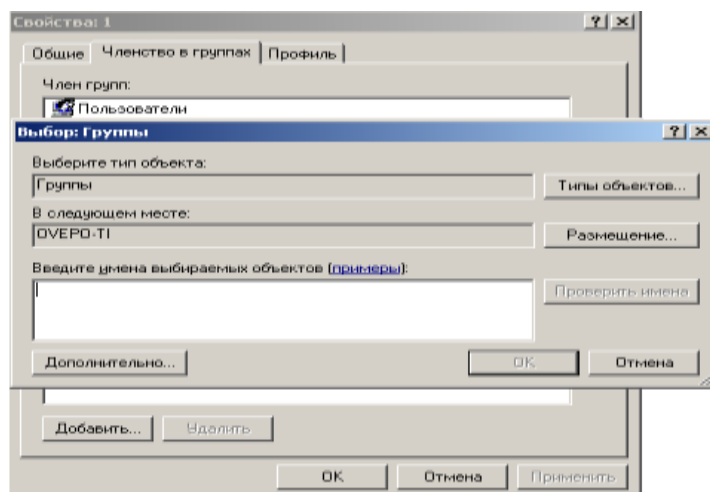 Свойства: 1
Общие Членство в группах Профиль
Член групп:
Пользователи
Выбор: Группы
Выберите тип объекта:
Группы Типы объектов...
В следующем месте:
OVEPO-TI Размещение...
Введите имена выбираемых объектов (примеры):
Проверить имена
Дополнительно... OK Отмена
Добавить... Удалить
OK Отмена Применить